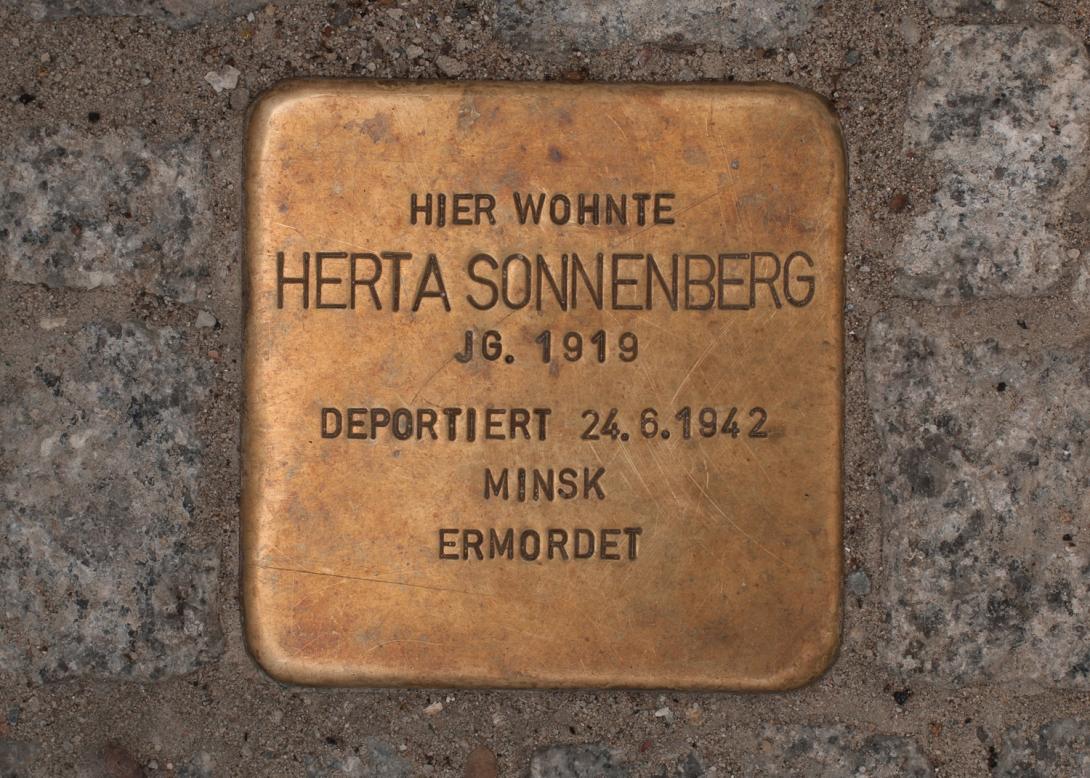 HIER WOHNTE
HERTA SONNENBERG
JG. 1919
DEPORTIERT 24.6.1942
MINSK
ERMORDET